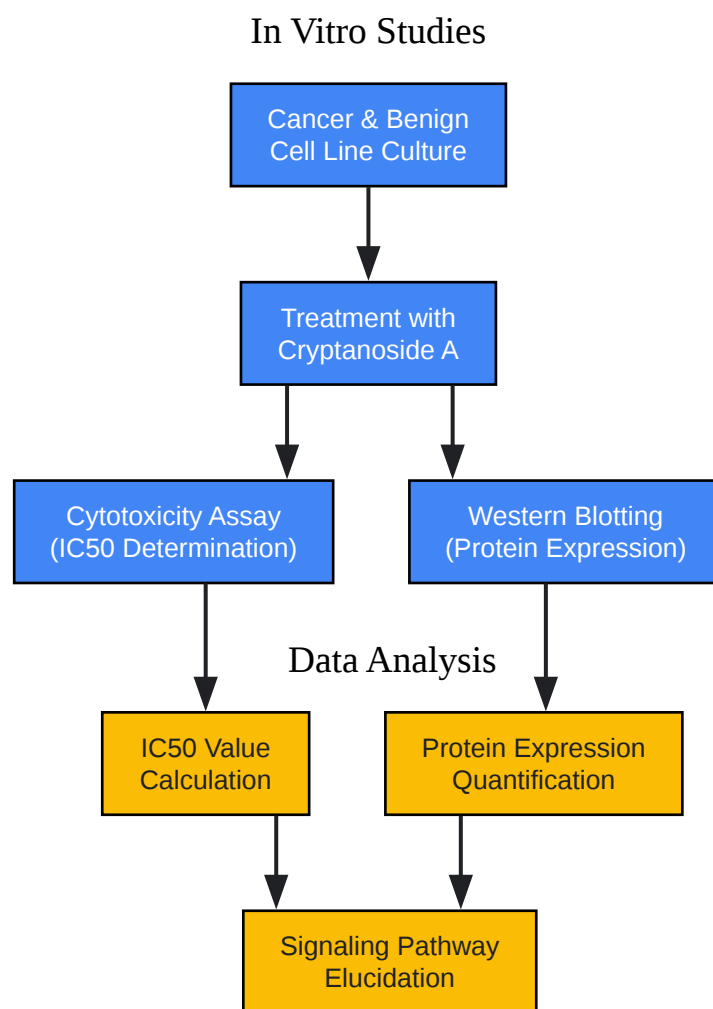 In Vitro Studies
Cancer & Benign
Cell Line Culture
Treatment with
Cryptanoside A
Cytotoxicity Assay
(IC50 Determination)
Western Blotting
(Protein Expression)
Data Analysis
IC50 Value
Calculation
Protein Expression
Quantification
Signaling Pathway
Elucidation